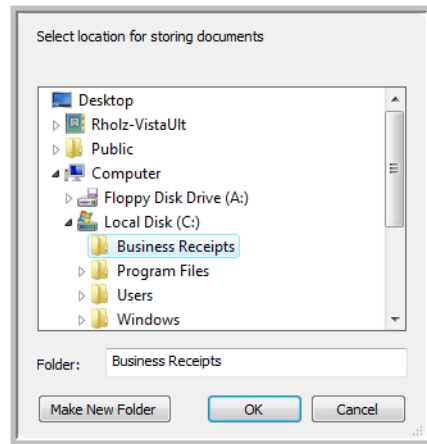 Select location for storing documents
Desktop
Rholz-VistaUlt
Public
Computer
Floppy Disk Drive (A:)
Local Disk (C:)
Business Receipts
Program Files
Users
Windows
Folder: Business Receipts
Make New Folder OK Cancel